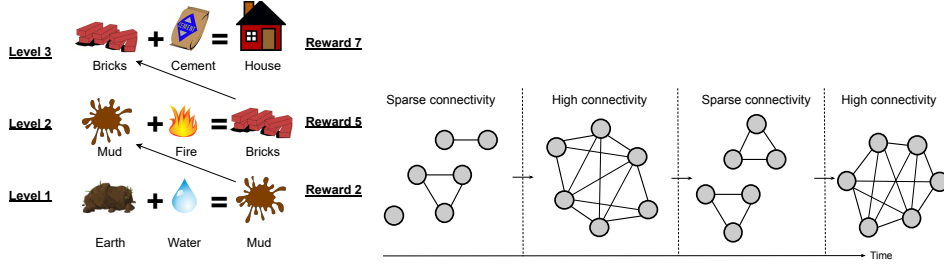 Level 3
Bricks
Cement
CEMENT
House
Reward 7
Level 2
Mud
Fire
Bricks
Reward 5
Level 1
Earth
Water
Mud
Reward 2
Sparse connectivity
High connectivity
Sparse connectivity
High connectivity
Time